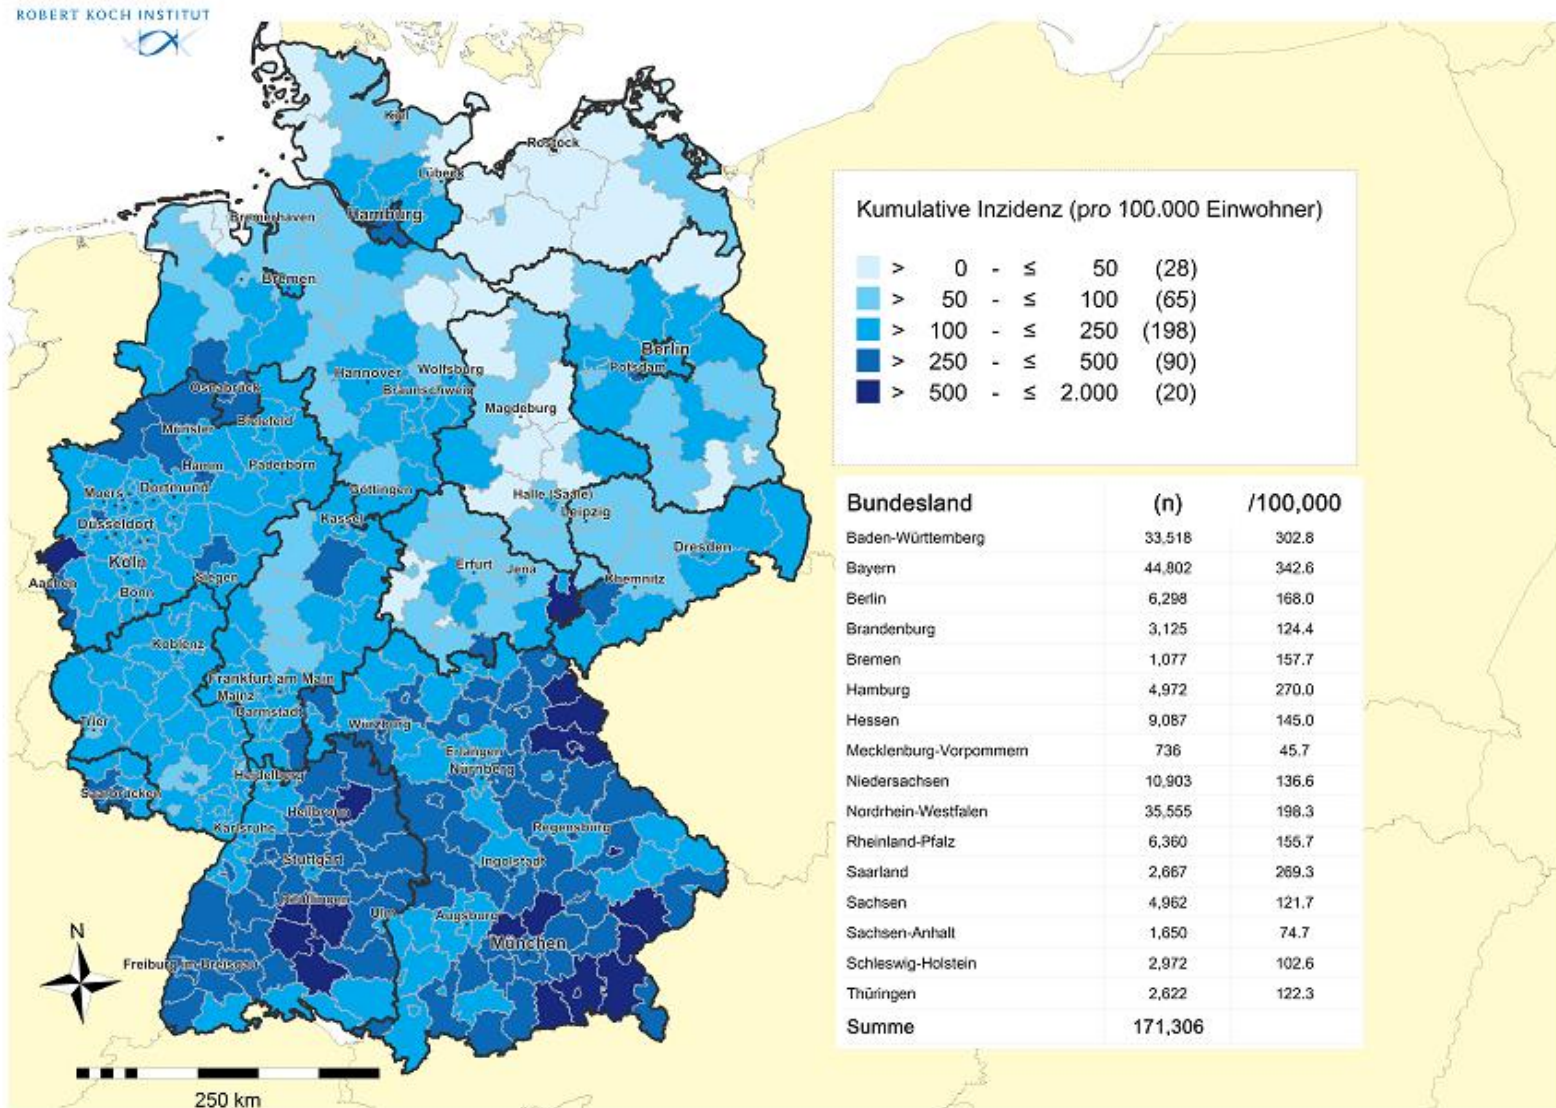 ROBERT KOCH INSTITUT
Kiel
Rostock
Lübeck
Bremerhaven
Hamburg
Bremen
Berlin
Potsdam
Hannover
Wolfsburg
Braunschweig
Osnabrück
Magdeburg
Münster
Bielefeld
Hamm
Paderborn
Göttingen
Halle (Saale)
Moers
Dortmund
Leipzig
Düsseldorf
Kassel
Dresden
Köln
Erfurt
Jena
Aachen
Siegen
Chemnitz
Bonn
Koblenz
Frankfurt am Main
Mainz
Darmstadt
Trier
Würzburg
Erlangen
Nürnberg
Heidelberg
Saarbrücken
Heilbronn
Karlsruhe
Regensburg
Stuttgart
Ingolstadt
Reutlingen
Ulm
Augsburg
München
Freiburg im Breisgau
N
250 km
Kumulative Inzidenz (pro 100.000 Einwohner)
> 0 - ≤ 50 (28)
> 50 - ≤ 100 (65)
> 100 - ≤ 250 (198)
> 250 - ≤ 500 (90)
> 500 - ≤ 2.000 (20)
Bundesland (n) /100,000
Baden-Württemberg 33,518 302.8
Bayern 44,802 342.6
Berlin 6,298 168.0
Brandenburg 3,125 124.4
Bremen 1,077 157.7
Hamburg 4,972 270.0
Hessen 9,087 145.0
Mecklenburg-Vorpommern 736 45.7
Niedersachsen 10,903 136.6
Nordrhein-Westfalen 35,555 198.3
Rheinland-Pfalz 6,360 155.7
Saarland 2,667 269.3
Sachsen 4,962 121.7
Sachsen-Anhalt 1,650 74.7
Schleswig-Holstein 2,972 102.6
Thüringen 2,622 122.3
Summe 171,306